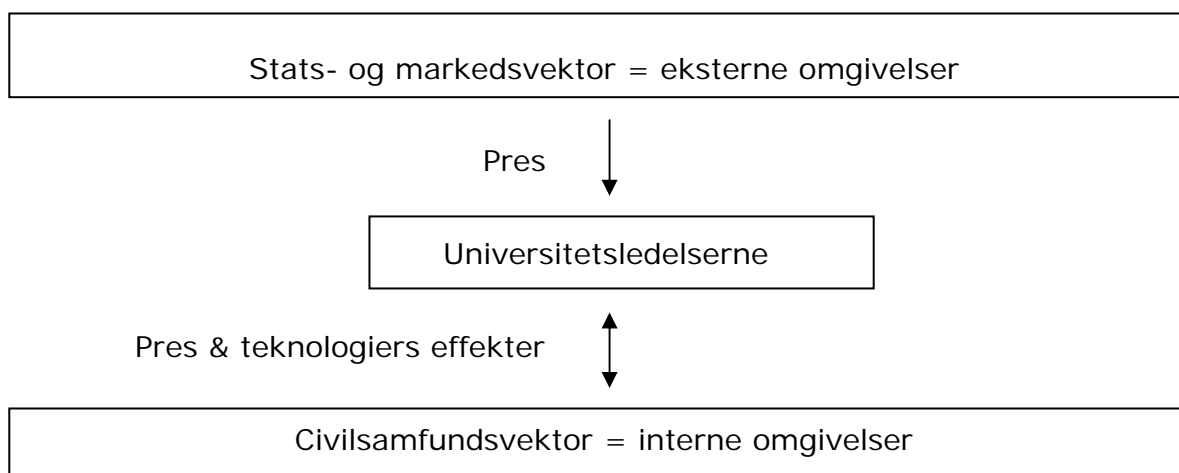 Stats- og markedsvektor = eksterne omgivelser
Pres
Universitetsledelserne
Pres & teknologiers effekter
Civilsamfundsvektor = interne omgivelser